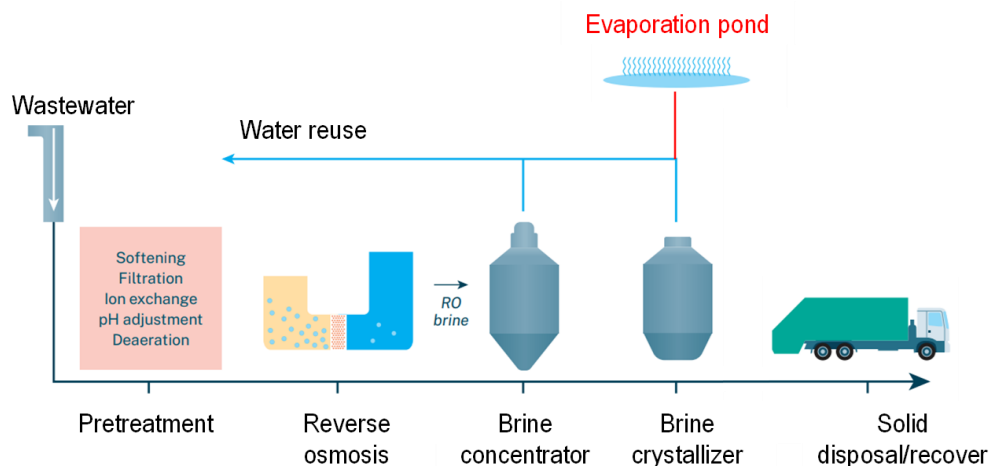 Evaporation pond
Wastewater
Water reuse
Softening
Filtration
Ion exchange
pH adjustment
Deaeration
RO
brine
Pretreatment
Reverse
osmosis
Brine
concentrator
Brine
crystallizer
Solid
disposal/recover